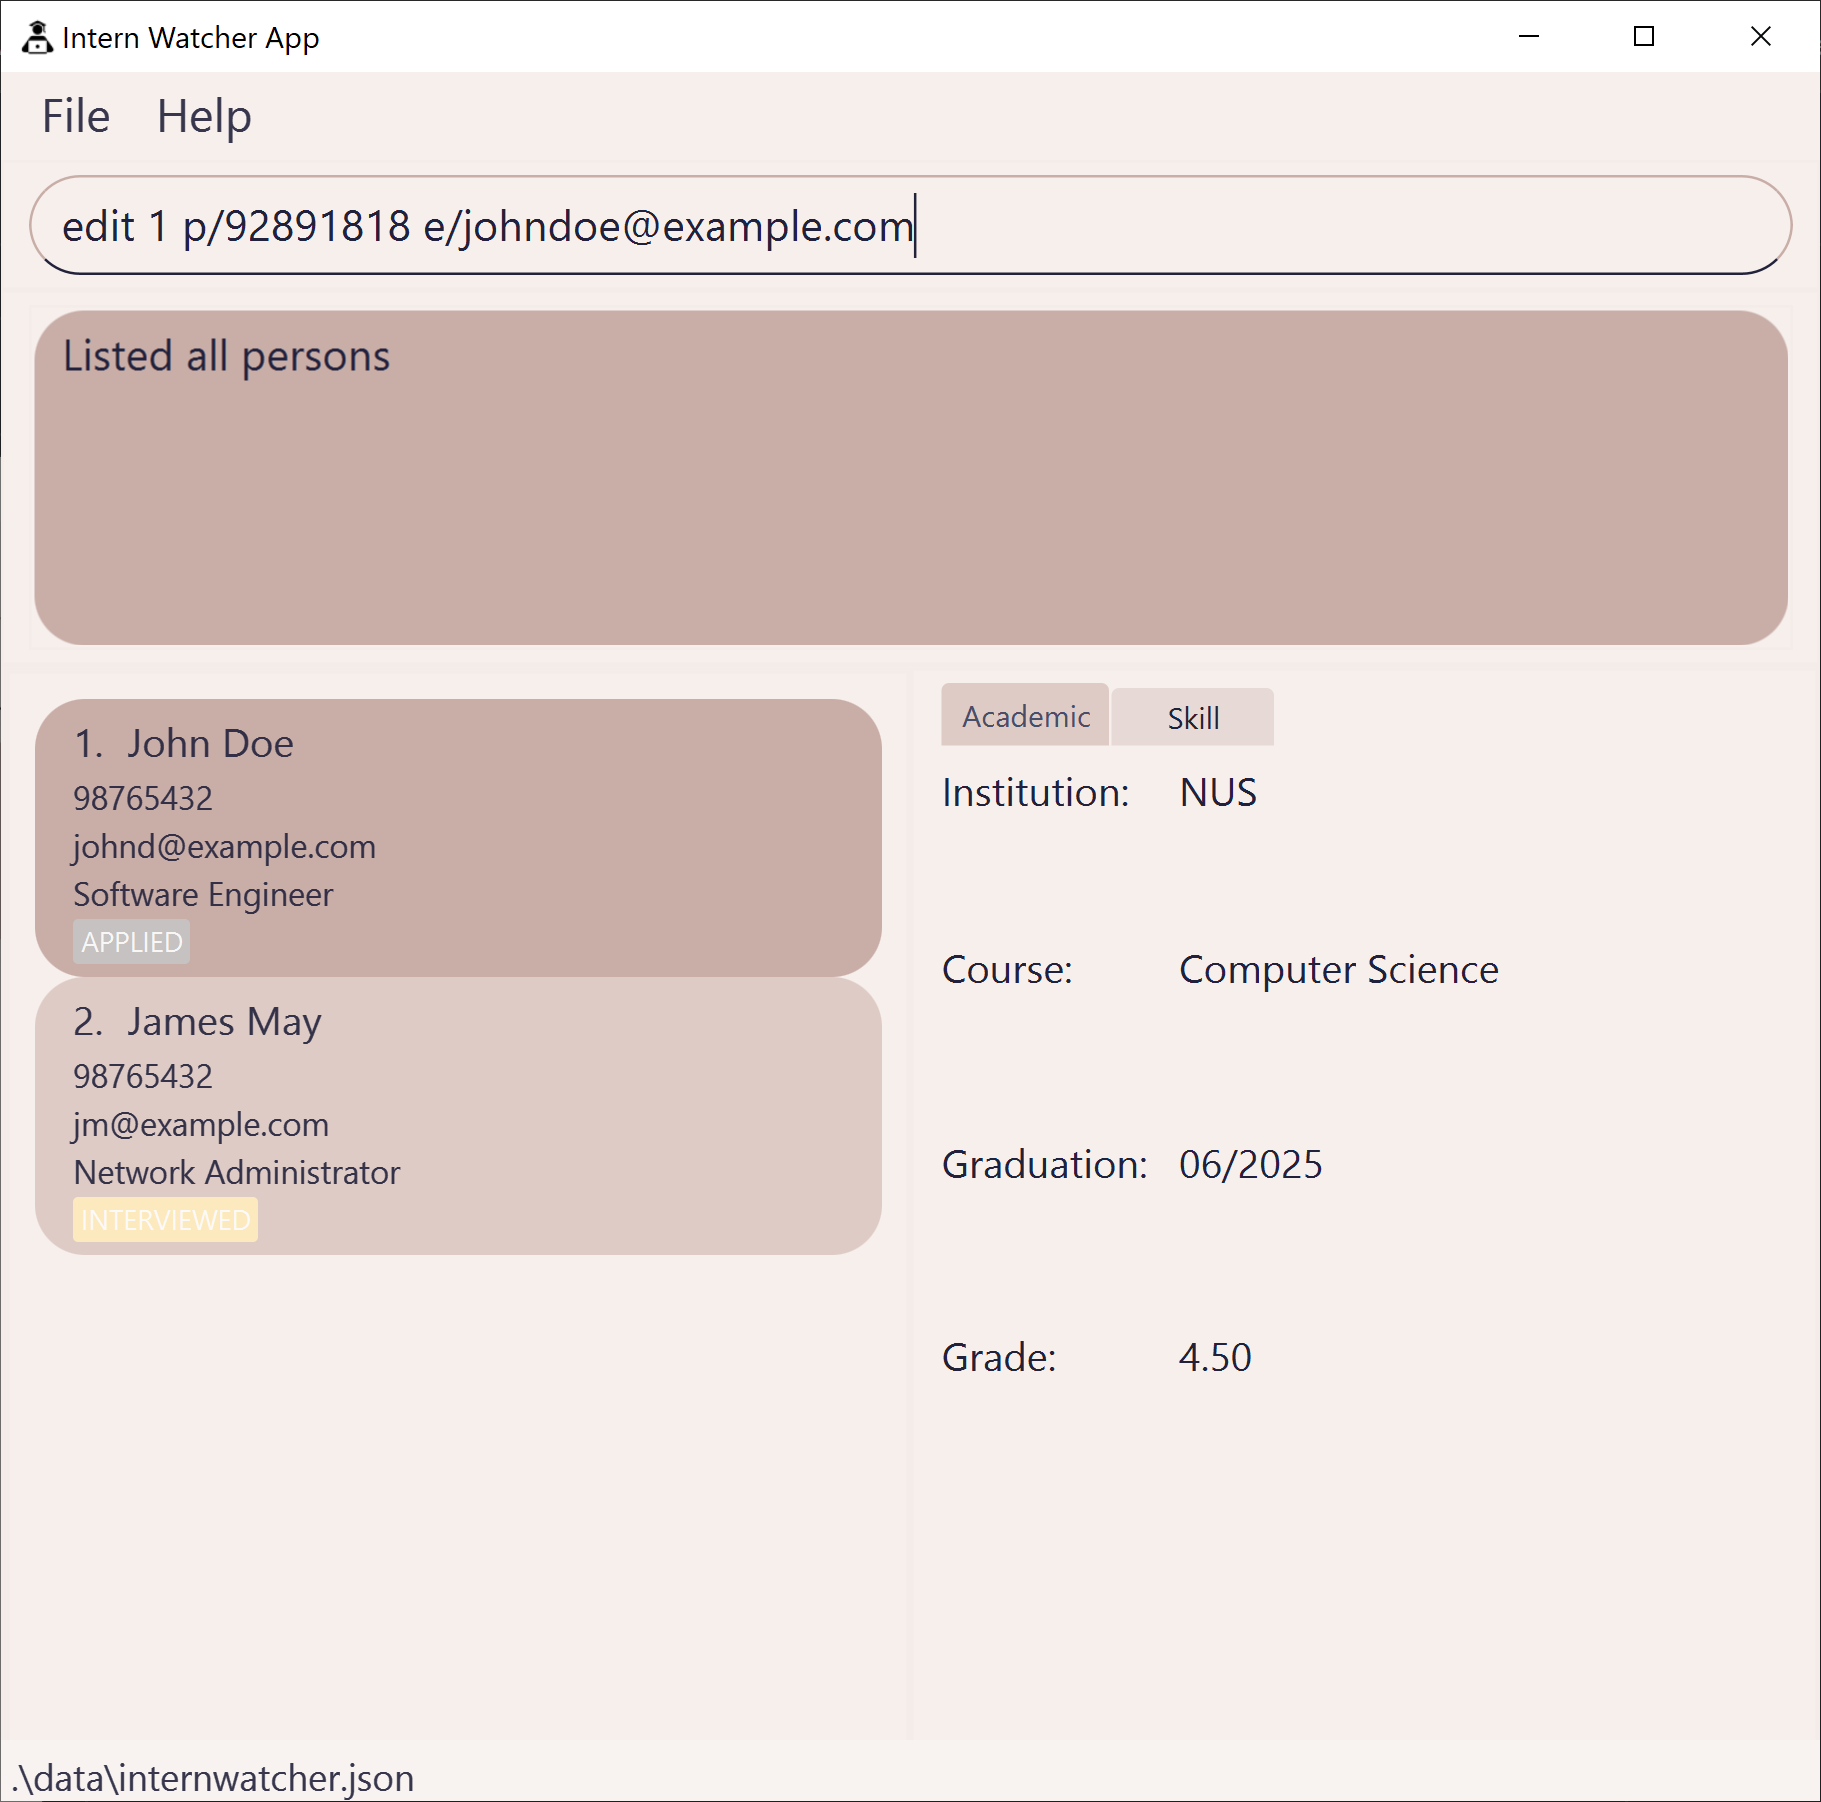 Intern Watcher App
File Help
edit 1 p/92891818 e/johndoe@example.com
Listed all persons
1. John Doe
98765432
johnd@example.com
Software Engineer
APPLIED
2. James May
98765432
jm@example.com
Network Administrator
INTERVIEWED
Academic Skill
Institution: NUS
Course: Computer Science
Graduation: 06/2025
Grade: 4.50
.\data\internwatcher.json